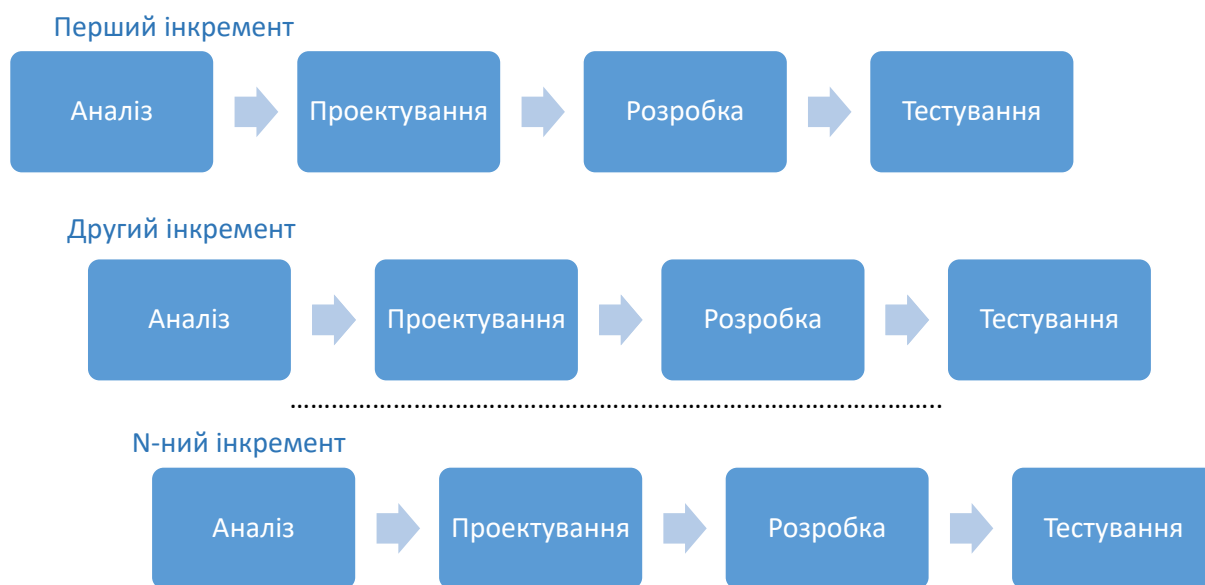 Перший інкремент
Аналіз Проектування Розробка Тестування
Другий інкремент
Аналіз Проектування Розробка Тестування
………………………………………………………………………………..
N-ний інкремент
Аналіз Проектування Розробка Тестування